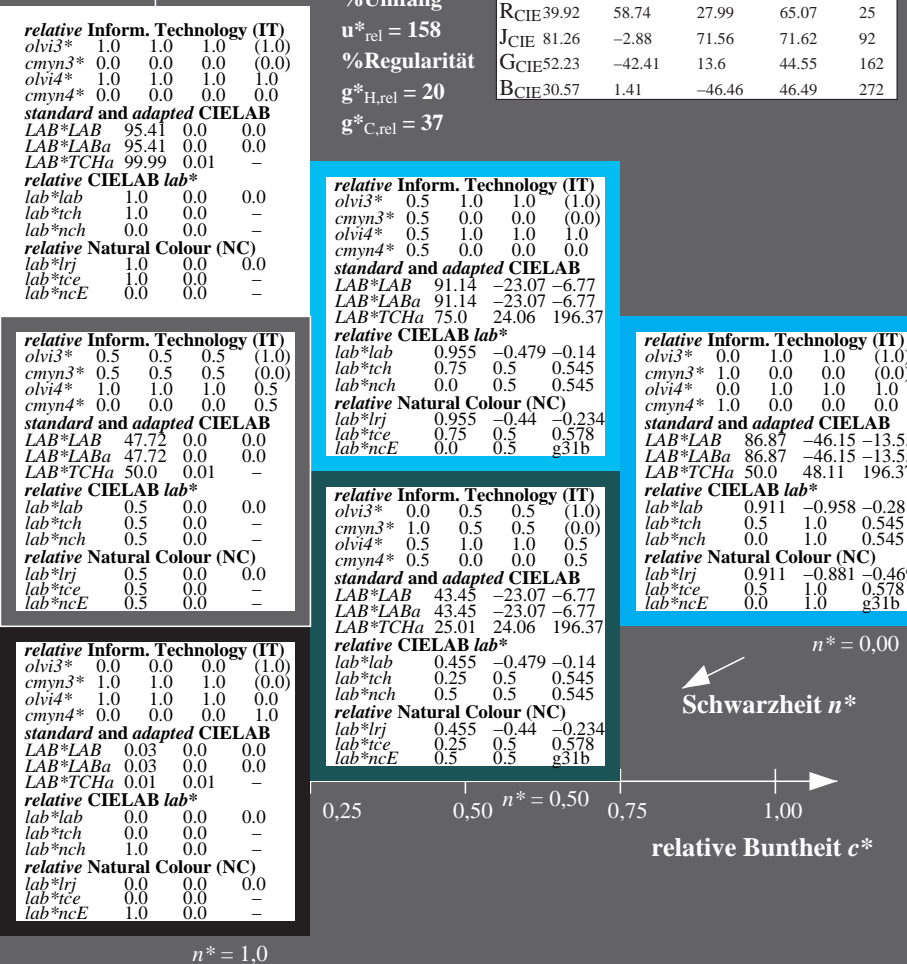 %Umfang
u*rel = 158
%Regularität
g*H,rel = 20
g*C,rel = 37
RCIE 39.92 58.74 27.99 65.07 25
JCIE 81.26 −2.88 71.56 71.62 92
GCIE 52.23 −42.41 13.6 44.55 162
BCIE 30.57 1.41 −46.46 46.49 272
relative Inform. Technology (IT)
olvi3* 1.0 1.0 1.0 (1.0)
cmyn3* 0.0 0.0 0.0 (0.0)
olvi4* 1.0 1.0 1.0 1.0
cmyn4* 0.0 0.0 0.0 0.0
standard and adapted CIELAB
LAB*LAB 95.41 0.0 0.0
LAB*LABa 95.41 0.0 0.0
LAB*TCHa 99.99 0.01 –
relative CIELAB lab*
lab*lab 1.0 0.0 0.0
lab*tch 1.0 0.0 –
lab*nch 0.0 0.0 –
relative Natural Colour (NC)
lab*lrj 1.0 0.0 0.0
lab*tce 1.0 0.0 –
lab*ncE 0.0 0.0 –
relative Inform. Technology (IT)
olvi3* 0.5 1.0 1.0 (1.0)
cmyn3* 0.5 0.0 0.0 (0.0)
olvi4* 0.5 1.0 1.0 1.0
cmyn4* 0.5 0.0 0.0 0.0
standard and adapted CIELAB
LAB*LAB 91.14 −23.07 −6.77
LAB*LABa 91.14 −23.07 −6.77
LAB*TCHa 75.0 24.06 196.37
relative CIELAB lab*
lab*lab 0.955 −0.479 −0.14
lab*tch 0.75 0.5 0.545
lab*nch 0.0 0.5 0.545
relative Natural Colour (NC)
lab*lrj 0.955 −0.44 −0.234
lab*tce 0.75 0.5 0.578
lab*ncE 0.0 0.5 g31b
relative Inform. Technology (IT)
olvi3* 0.5 0.5 0.5 (1.0)
cmyn3* 0.5 0.5 0.5 (0.0)
olvi4* 1.0 1.0 1.0 0.5
cmyn4* 0.0 0.0 0.0 0.5
standard and adapted CIELAB
LAB*LAB 47.72 0.0 0.0
LAB*LABa 47.72 0.0 0.0
LAB*TCHa 50.0 0.01 –
relative CIELAB lab*
lab*lab 0.5 0.0 0.0
lab*tch 0.5 0.0 –
lab*nch 0.5 0.0 –
relative Natural Colour (NC)
lab*lrj 0.5 0.0 0.0
lab*tce 0.5 0.0 –
lab*ncE 0.5 0.0 –
relative Inform. Technology (IT)
olvi3* 0.0 1.0 1.0 (1.0
cmyn3* 1.0 0.0 0.0 (0.0
olvi4* 0.0 1.0 1.0 1.0
cmyn4* 1.0 0.0 0.0 0.0
standard and adapted CIELAB
LAB*LAB 86.87 −46.15 −13.5
LAB*LABa 86.87 −46.15 −13.5
LAB*TCHa 50.0 48.11 196.37
relative CIELAB lab*
lab*lab 0.911 −0.958 −0.28
lab*tch 0.5 1.0 0.545
lab*nch 0.0 1.0 0.545
relative Natural Colour (NC)
lab*lrj 0.911 −0.881 −0.469
lab*tce 0.5 1.0 0.578
lab*ncE 0.0 1.0 g31b
relative Inform. Technology (IT)
olvi3* 0.0 0.5 0.5 (1.0)
cmyn3* 1.0 0.5 0.5 (0.0)
olvi4* 0.5 1.0 1.0 0.5
cmyn4* 0.5 0.0 0.0 0.5
standard and adapted CIELAB
LAB*LAB 43.45 −23.07 −6.77
LAB*LABa 43.45 −23.07 −6.77
LAB*TCHa 25.01 24.06 196.37
relative CIELAB lab*
lab*lab 0.455 −0.479 −0.14
lab*tch 0.25 0.5 0.545
lab*nch 0.5 0.5 0.545
relative Natural Colour (NC)
lab*lrj 0.455 −0.44 −0.234
lab*tce 0.25 0.5 0.578
lab*ncE 0.5 0.5 g31b
relative Inform. Technology (IT)
olvi3* 0.0 0.0 0.0 (1.0)
cmyn3* 1.0 1.0 1.0 (0.0)
olvi4* 1.0 1.0 1.0 0.0
cmyn4* 0.0 0.0 0.0 1.0
standard and adapted CIELAB
LAB*LAB 0.03 0.0 0.0
LAB*LABa 0.03 0.0 0.0
LAB*TCHa 0.01 0.01 –
relative CIELAB lab*
lab*lab 0.0 0.0 0.0
lab*tch 0.0 0.0 –
lab*nch 1.0 0.0 –
relative Natural Colour (NC)
lab*lrj 0.0 0.0 0.0
lab*tce 0.0 0.0 –
lab*ncE 1.0 0.0 –
n* = 0,00
Schwarzheit n*
n* = 0,50
0,25 0,50 0,75 1,00
relative Buntheit c*
n* = 1,0